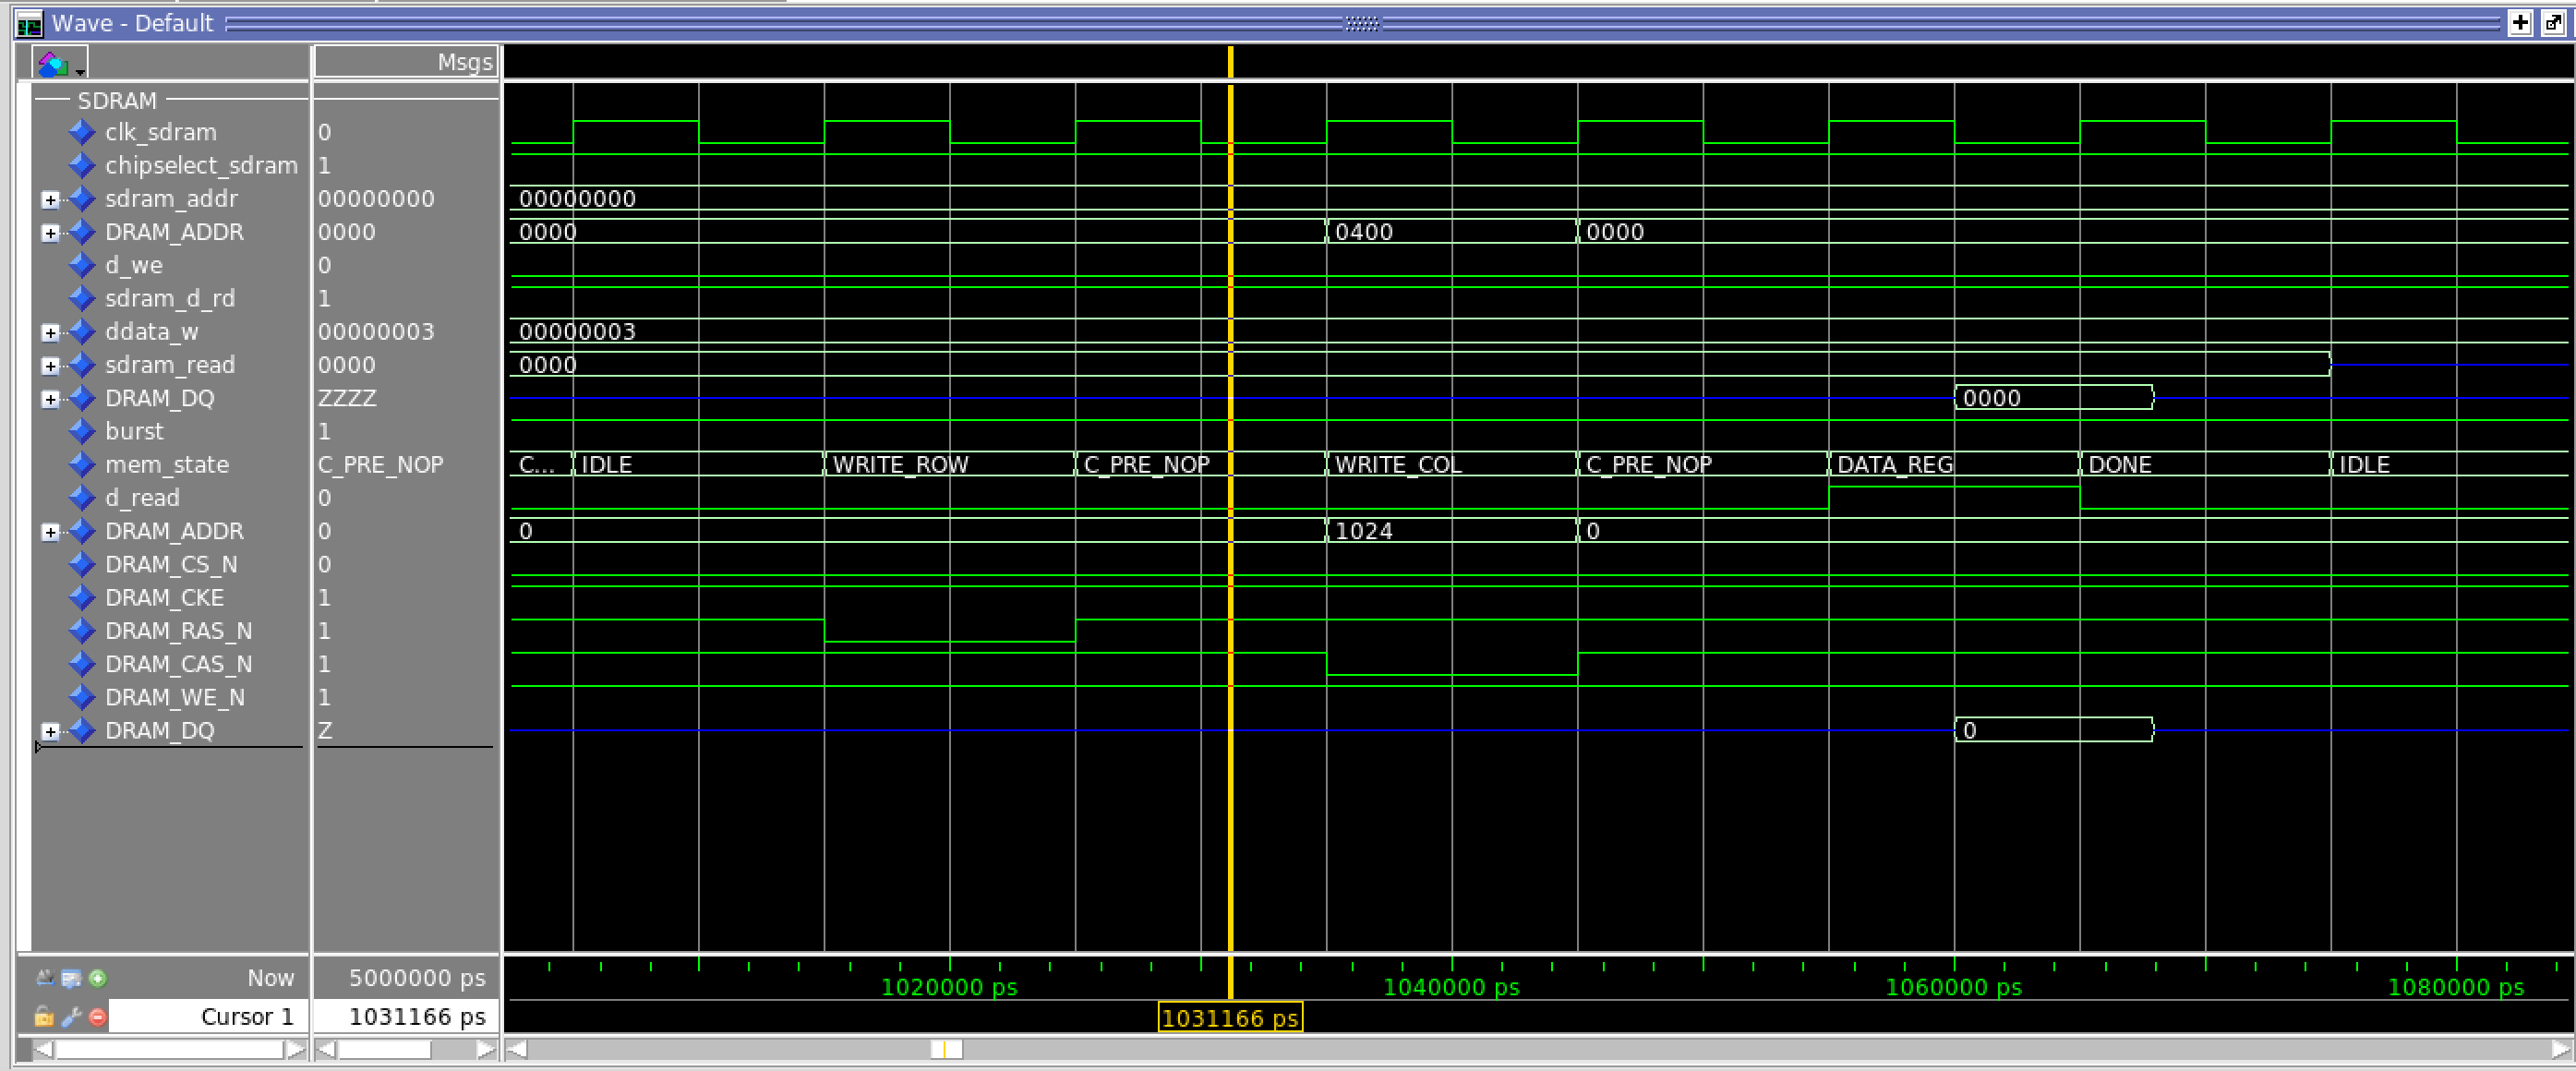 Wave - Default
Msgs
SDRAM
clk_sdram 0
chipselect_sdram 1
sdram_addr 00000000 00000000
DRAM_ADDR 0000 0000 0400 0000
d_we 0
sdram_d_rd 1
ddata_w 00000003 00000003
sdram_read 0000 0000
DRAM_DQ ZZZZ 0000
burst 1
mem_state C_PRE_NOP C... IDLE WRITE_ROW C_PRE_NOP WRITE_COL C_PRE_NOP DATA_REG DONE IDLE
d_read 0
DRAM_ADDR 0 0 1024 0
DRAM_CS_N 0
DRAM_CKE 1
DRAM_RAS_N 1
DRAM_CAS_N 1
DRAM_WE_N 1
DRAM_DQ Z 0
Now 5000000 ps 1020000 ps 1040000 ps 1060000 ps 1080000 ps
Cursor 1 1031166 ps 1031166 ps